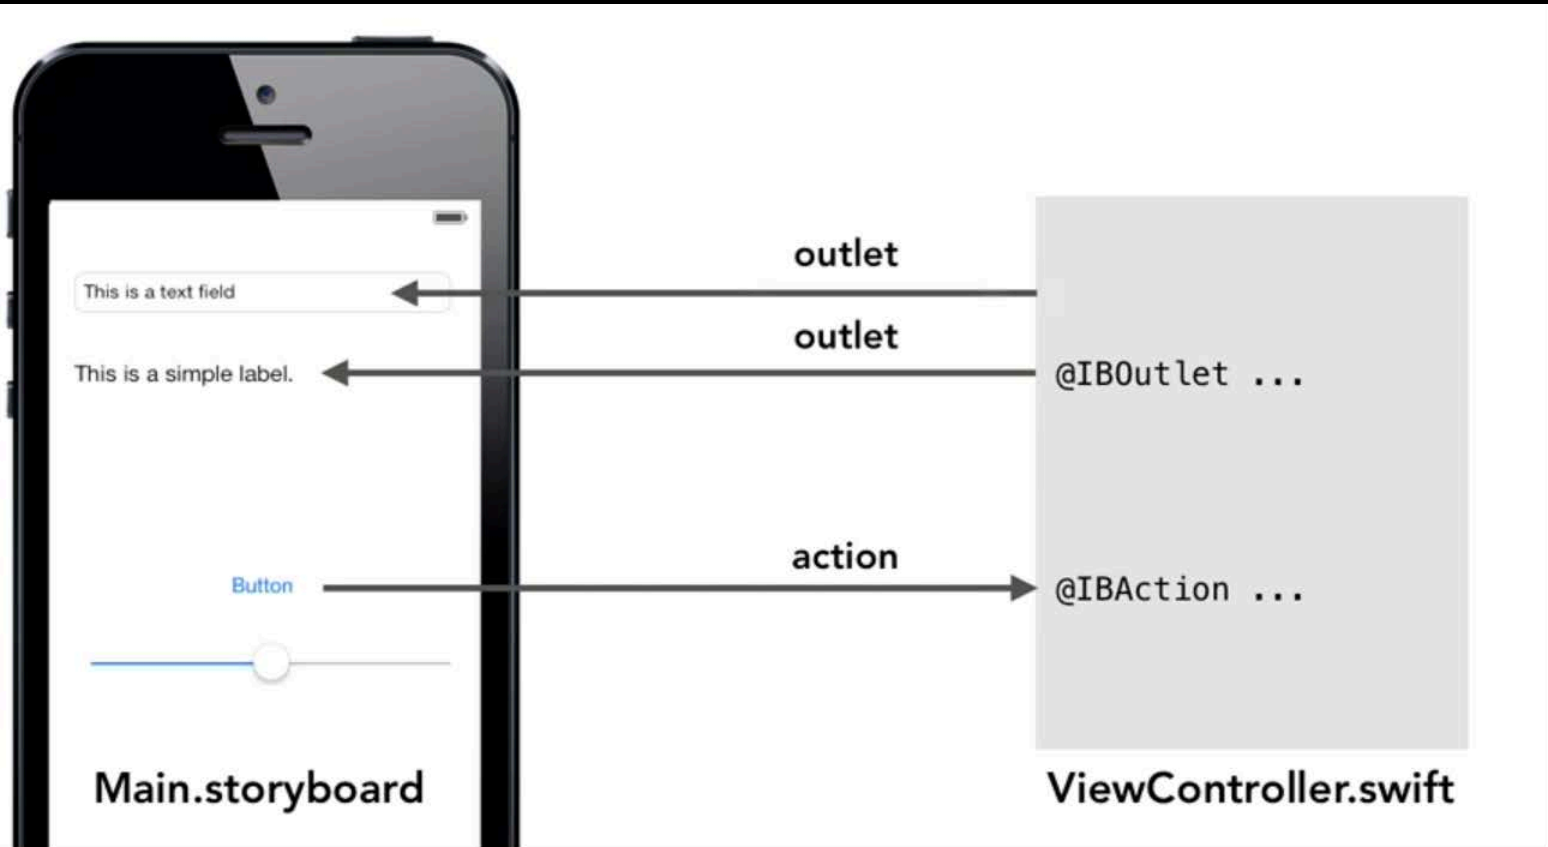 outlet
This is a text field
outlet
This is a simple label.
@IBOutlet ...
action
Button
@IBAction ...
Main.storyboard
ViewController.swift